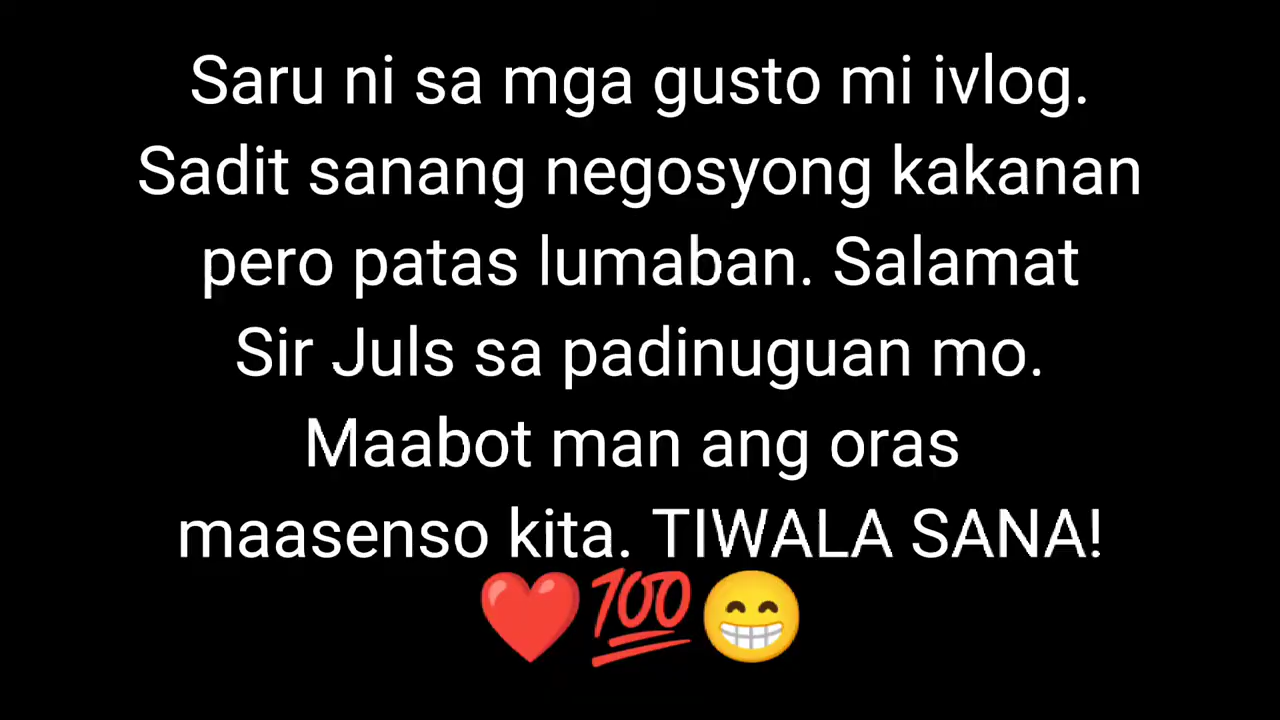 Saru ni sa mga gusto mi ivlog.
Sadit sanang negosyong kakanan
pero patas lumaban. Salamat
Sir Juls sa padinuguan mo.
Maabot man ang oras
maasenso kita. TIWALA SANA!
❤️💯😁